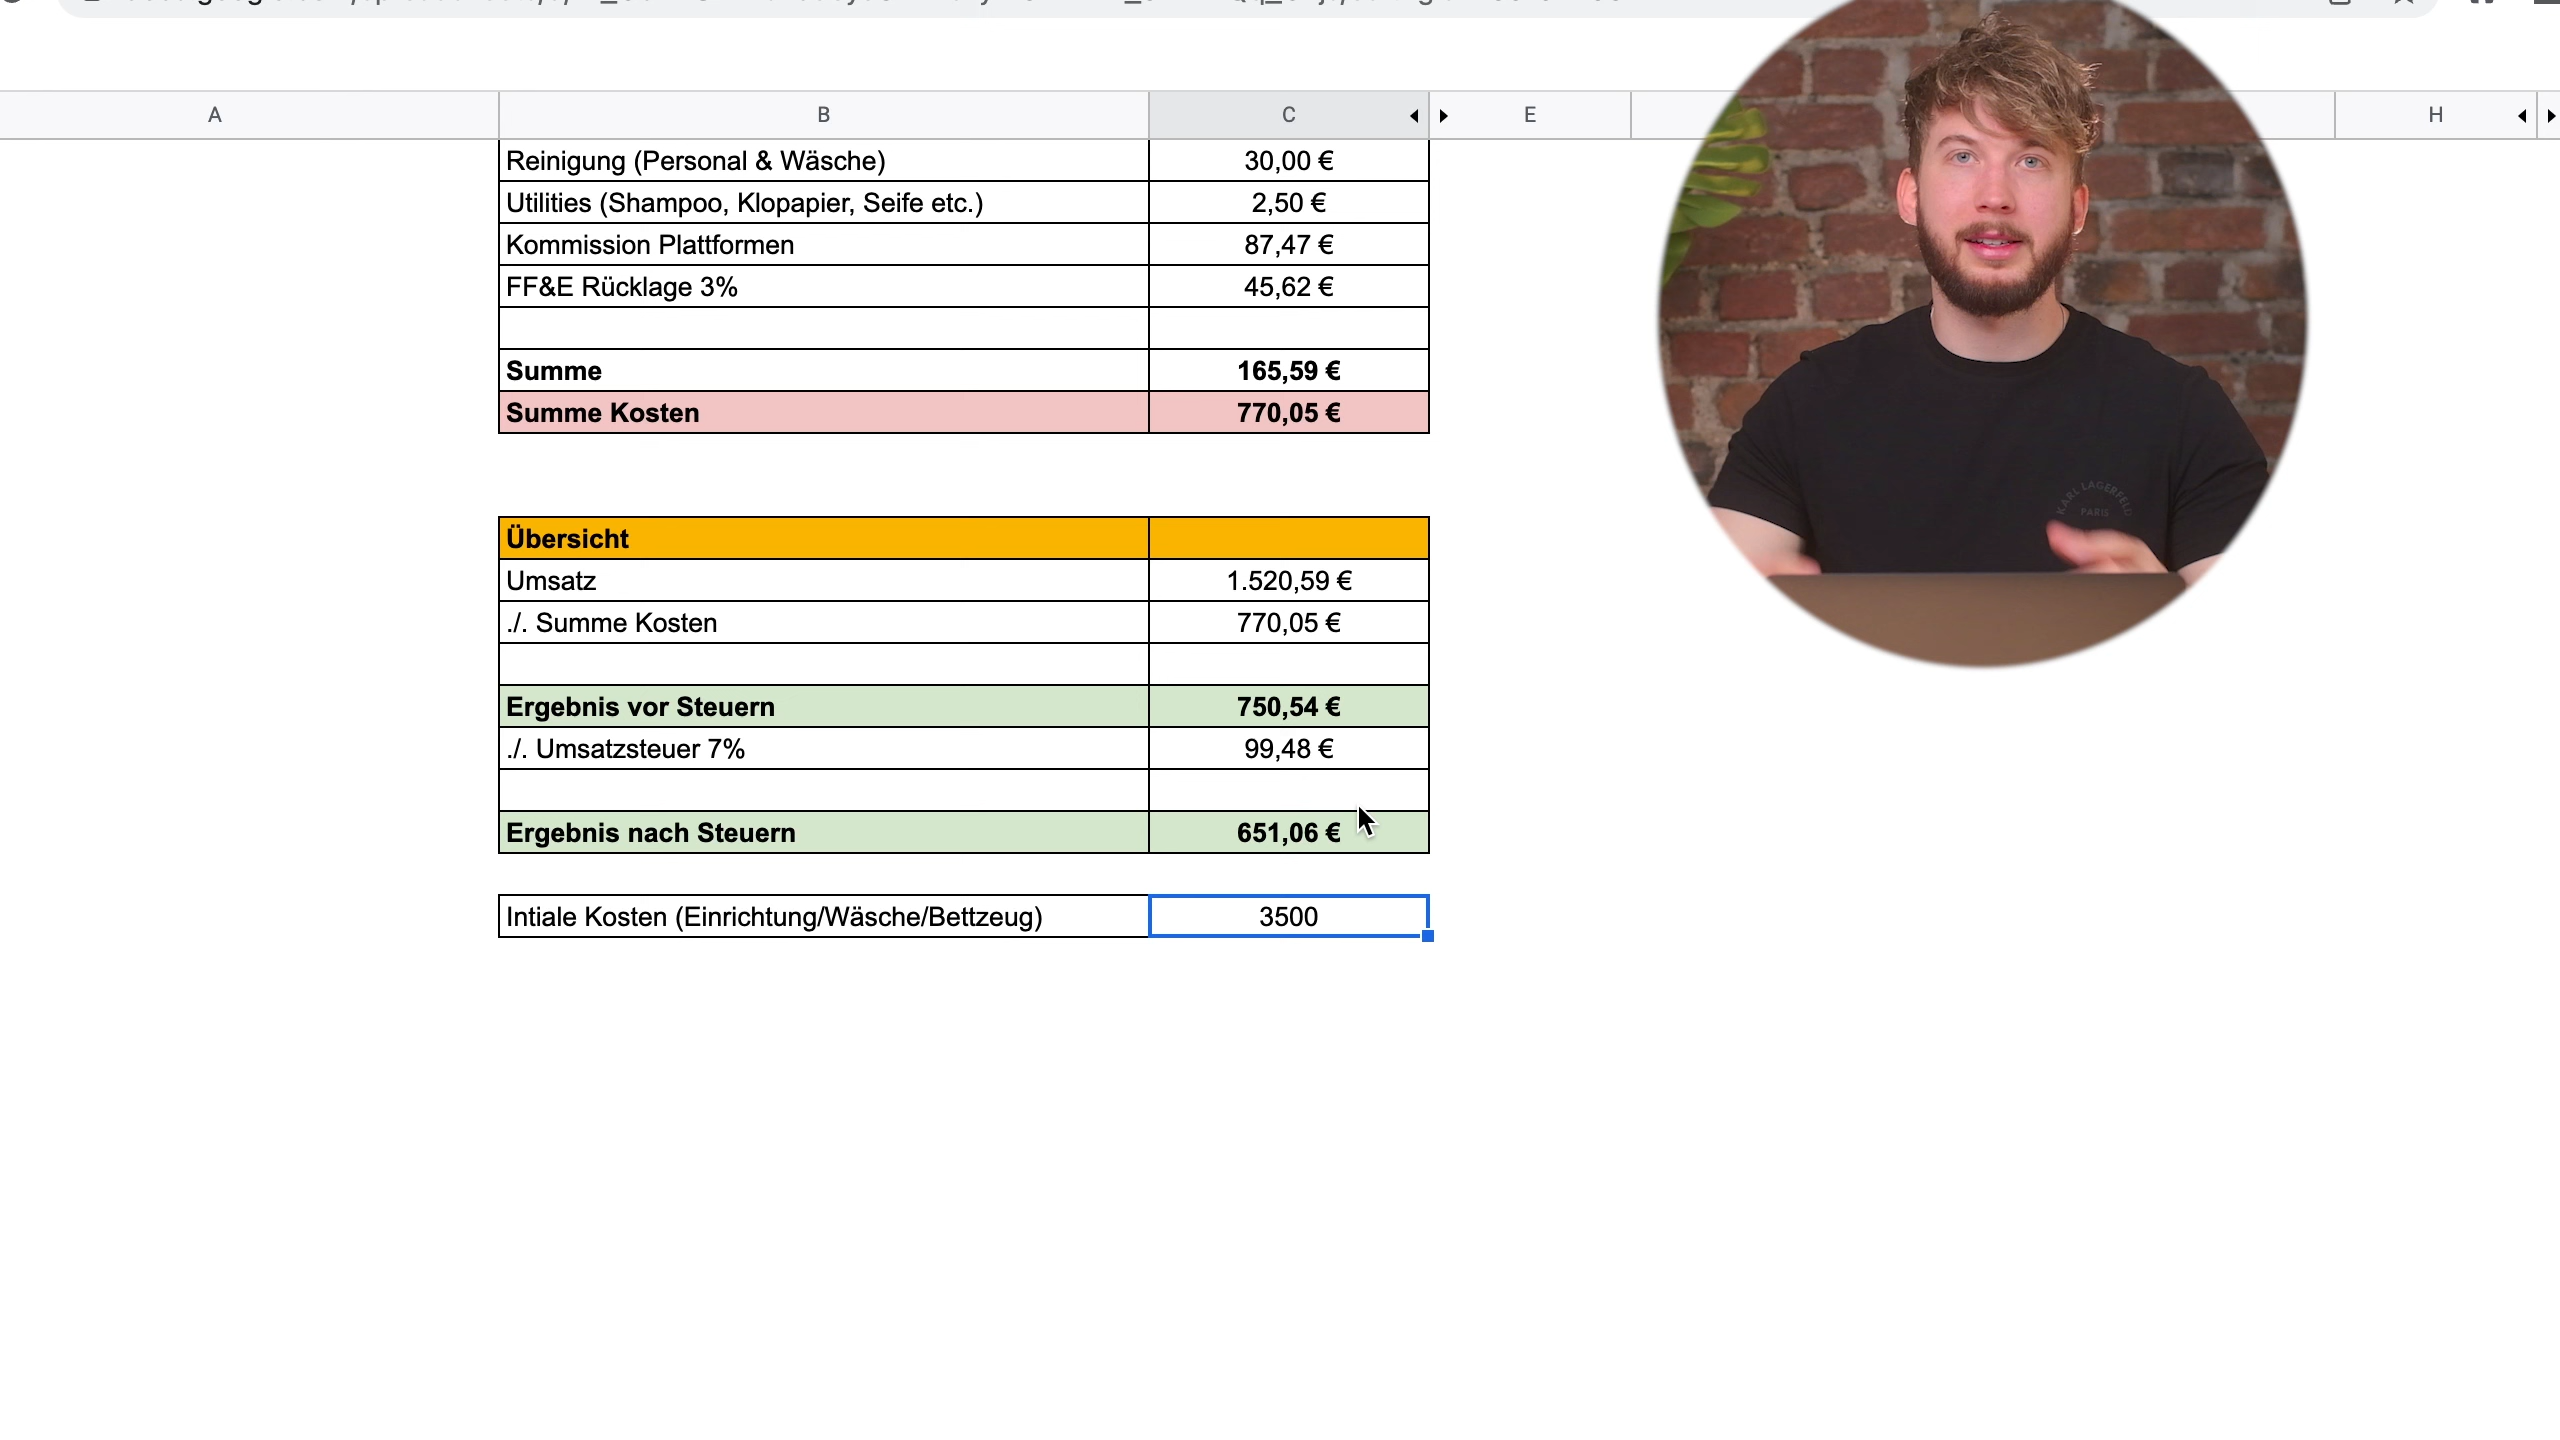 A B C E H
Reinigung (Personal & Wäsche) 30,00 €
Utilities (Shampoo, Klopapier, Seife etc.) 2,50 €
Kommission Plattformen 87,47 €
FF&E Rücklage 3% 45,62 €
Summe 165,59 €
Summe Kosten 770,05 €
Übersicht
Umsatz 1.520,59 €
./. Summe Kosten 770,05 €
Ergebnis vor Steuern 750,54 €
./. Umsatzsteuer 7% 99,48 €
Ergebnis nach Steuern 651,06 €
Intiale Kosten (Einrichtung/Wäsche/Bettzeug) 3500
KARL LAGERFELD
PARIS